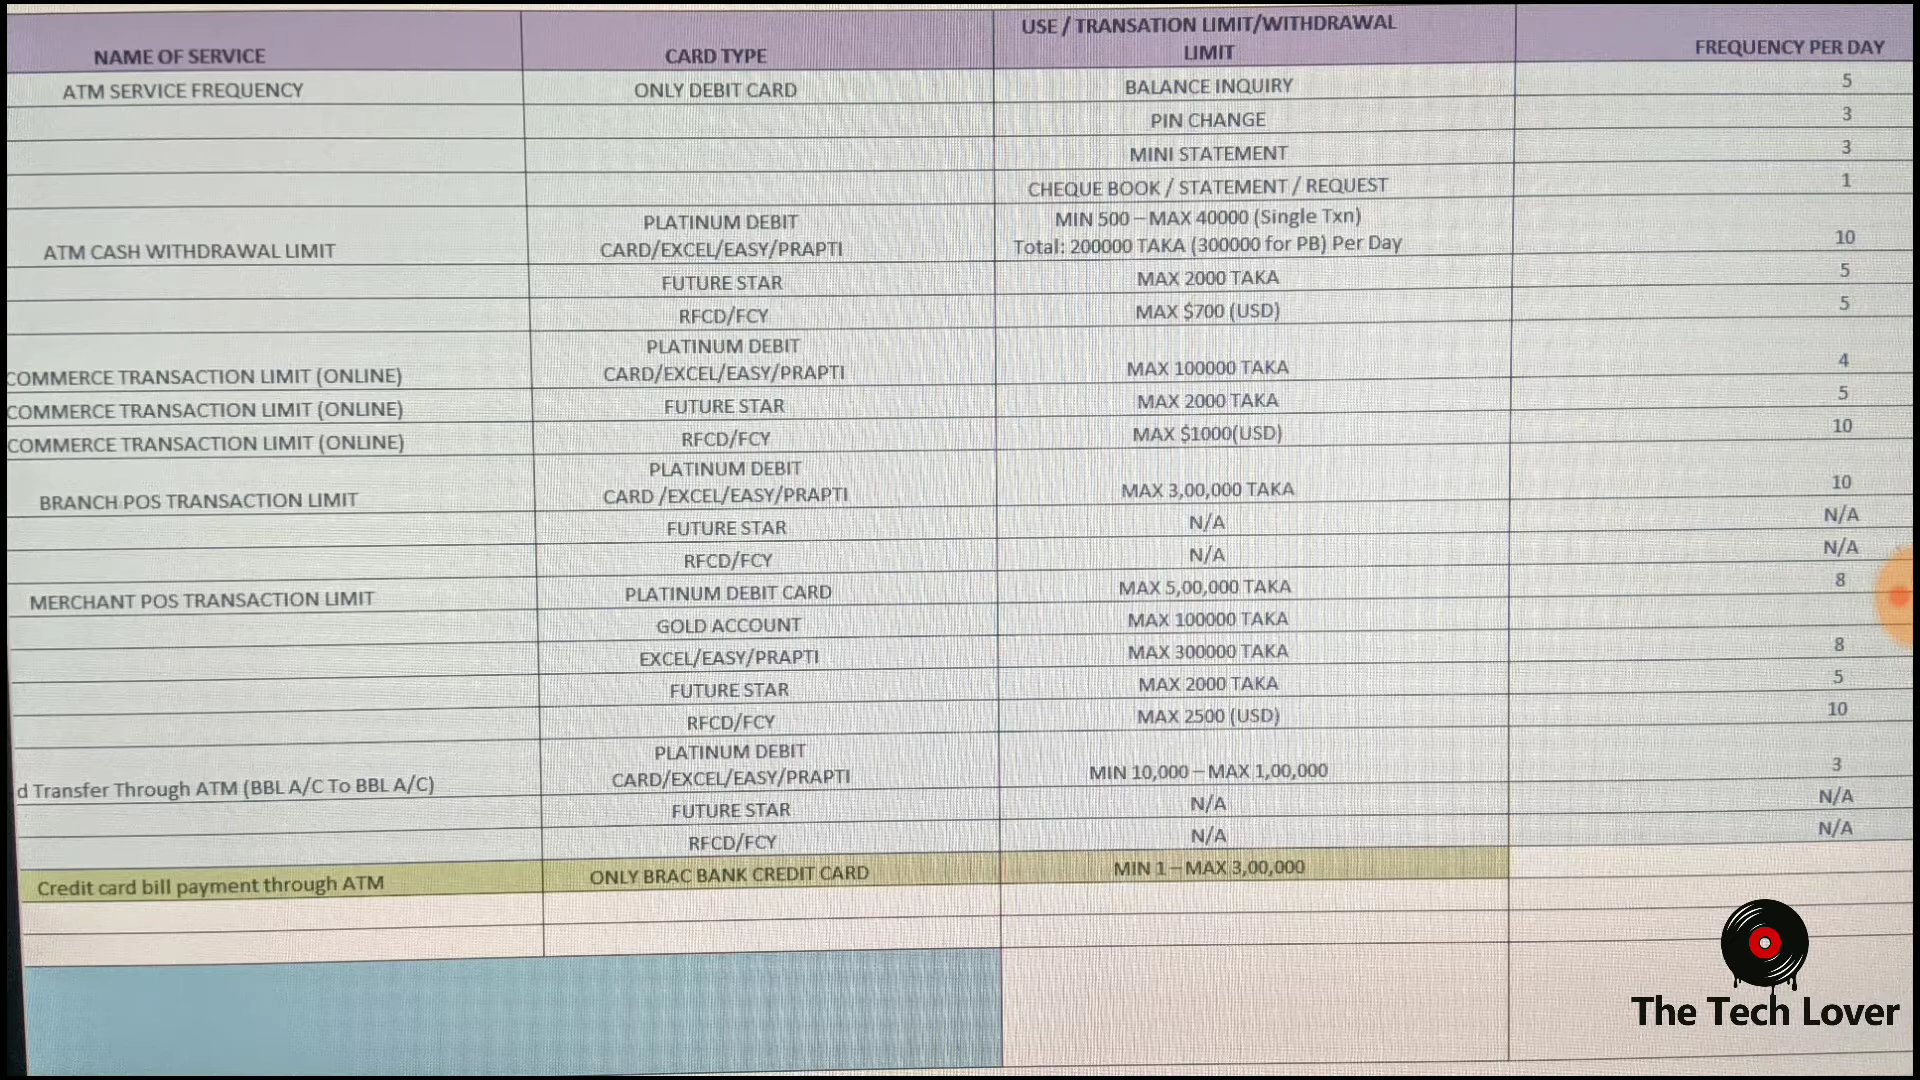 NAME OF SERVICE CARD TYPE USE / TRANSATION LIMIT/WITHDRAWAL LIMIT FREQUENCY PER DAY
ATM SERVICE FREQUENCY ONLY DEBIT CARD BALANCE INQUIRY 5
PIN CHANGE 3
MINI STATEMENT 3
CHEQUE BOOK / STATEMENT / REQUEST 1
ATM CASH WITHDRAWAL LIMIT PLATINUM DEBIT CARD/EXCEL/EASY/PRAPTI MIN 500 – MAX 40000 (Single Txn) Total: 200000 TAKA (300000 for PB) Per Day 10
FUTURE STAR MAX 2000 TAKA 5
RFCD/FCY MAX $700 (USD) 5
COMMERCE TRANSACTION LIMIT (ONLINE) PLATINUM DEBIT CARD/EXCEL/EASY/PRAPTI MAX 100000 TAKA 4
COMMERCE TRANSACTION LIMIT (ONLINE) FUTURE STAR MAX 2000 TAKA 5
COMMERCE TRANSACTION LIMIT (ONLINE) RFCD/FCY MAX $1000(USD) 10
BRANCH POS TRANSACTION LIMIT PLATINUM DEBIT CARD /EXCEL/EASY/PRAPTI MAX 3,00,000 TAKA 10
FUTURE STAR N/A N/A
RFCD/FCY N/A N/A
MERCHANT POS TRANSACTION LIMIT PLATINUM DEBIT CARD MAX 5,00,000 TAKA 8
GOLD ACCOUNT MAX 100000 TAKA
EXCEL/EASY/PRAPTI MAX 300000 TAKA 8
FUTURE STAR MAX 2000 TAKA 5
RFCD/FCY MAX 2500 (USD) 10
d Transfer Through ATM (BBL A/C To BBL A/C) PLATINUM DEBIT CARD/EXCEL/EASY/PRAPTI MIN 10,000 – MAX 1,00,000 3
FUTURE STAR N/A N/A
RFCD/FCY N/A N/A
Credit card bill payment through ATM ONLY BRAC BANK CREDIT CARD MIN 1 – MAX 3,00,000
The Tech Lover